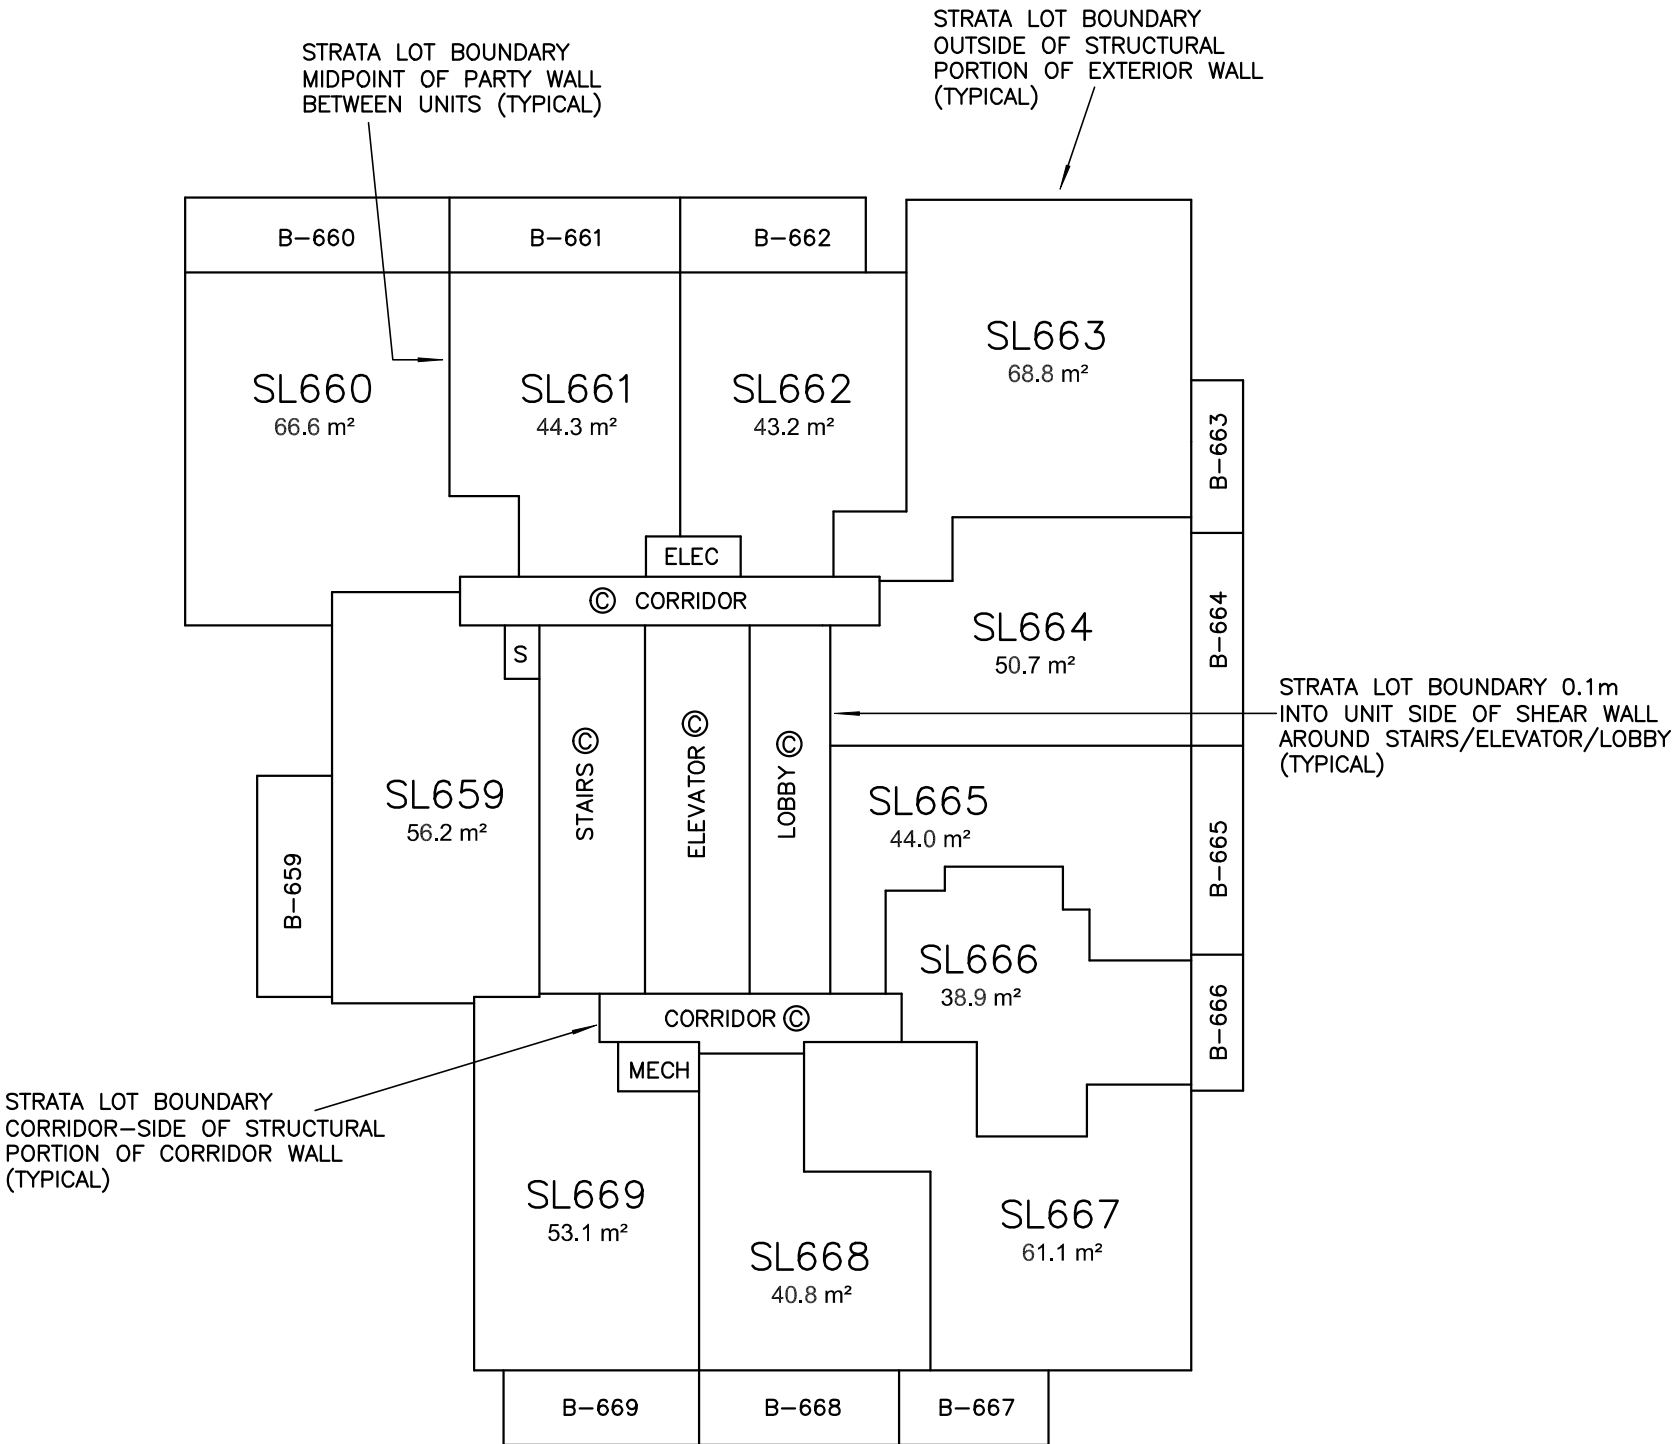 STRATA LOT BOUNDARY
OUTSIDE OF STRUCTURAL
PORTION OF EXTERIOR WALL
(TYPICAL)
STRATA LOT BOUNDARY
MIDPOINT OF PARTY WALL
BETWEEN UNITS (TYPICAL)
B-660
B-661
B-662
SL663
68.8 m²
SL660
66.6 m²
SL661
44.3 m²
SL662
43.2 m²
B-663
ELEC
© CORRIDOR
SL664
50.7 m²
B-664
S
STRATA LOT BOUNDARY 0.1m
INTO UNIT SIDE OF SHEAR WALL
AROUND STAIRS/ELEVATOR/LOBBY
(TYPICAL)
SL659
56.2 m²
STAIRS ©
ELEVATOR ©
LOBBY ©
SL665
44.0 m²
B-665
B-659
SL666
38.9 m²
B-666
CORRIDOR ©
MECH
STRATA LOT BOUNDARY
CORRIDOR-SIDE OF STRUCTURAL
PORTION OF CORRIDOR WALL
(TYPICAL)
SL669
53.1 m²
SL668
40.8 m²
SL667
61.1 m²
B-669
B-668
B-667